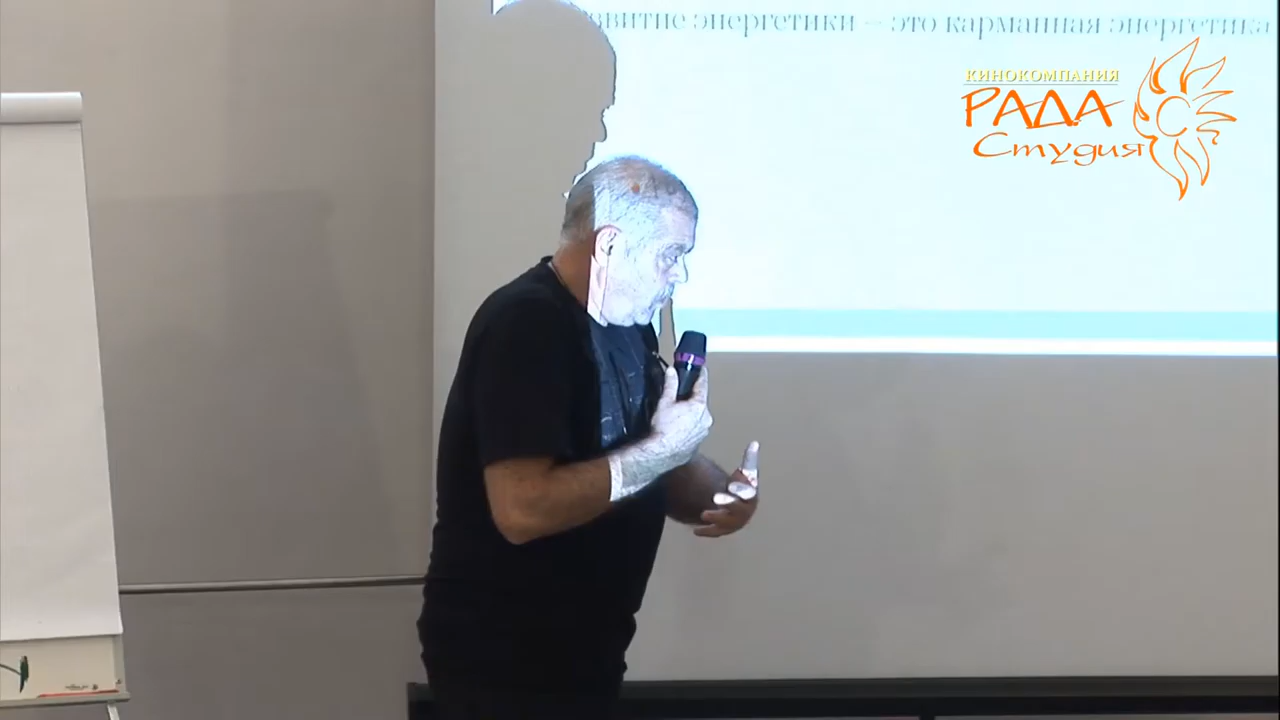 звитие энергетики – это карманная энергетика
КИНОКОМПАНИЯ
РАДА
Студия